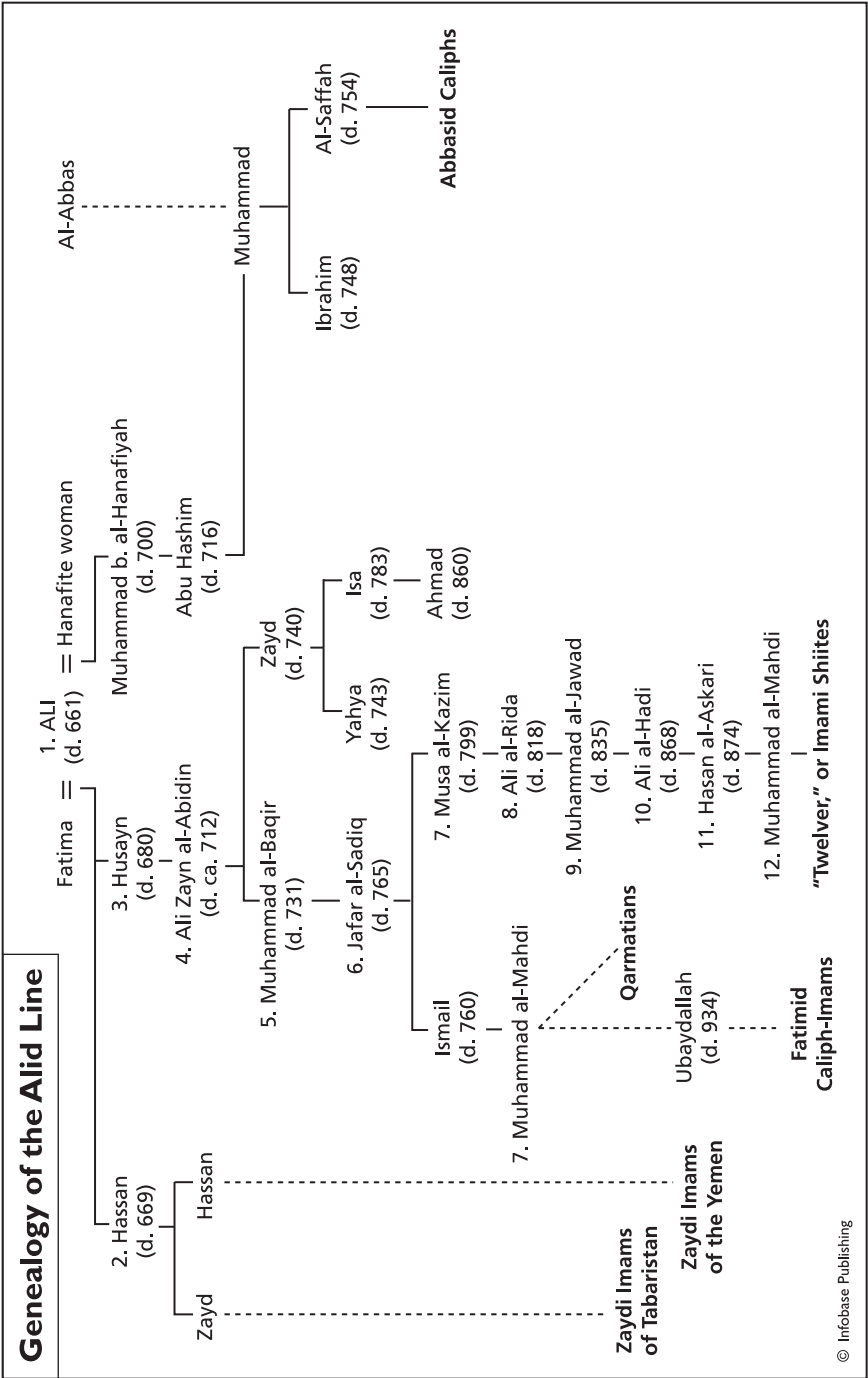 Genealogy of the Alid Line
Fatima = 1. ALI = Hanafite woman
(d. 661)
Al-Abbas
2. Hassan
(d. 669)
3. Husayn
(d. 680)
Muhammad b. al-Hanafiyah
(d. 700)
4. Ali Zayn al-Abidin
(d. ca. 712)
Abu Hashim
(d. 716)
Zayd
Hassan
Muhammad
5. Muhammad al-Baqir
(d. 731)
Zayd
(d. 740)
Ibrahim
(d. 748)
Al-Saffah
(d. 754)
6. Jafar al-Sadiq
(d. 765)
Yahya
(d. 743)
Isa
(d. 783)
Ahmad
(d. 860)
Abbasid Caliphs
Ismail
(d. 760)
7. Musa al-Kazim
(d. 799)
8. Ali al-Rida
(d. 818)
7. Muhammad al-Mahdi
9. Muhammad al-Jawad
(d. 835)
Qarmatians
10. Ali al-Hadi
(d. 868)
Zaydi Imams
of Tabaristan
Zaydi Imams
of the Yemen
Ubaydallah
(d. 934)
11. Hasan al-Askari
(d. 874)
12. Muhammad al-Mahdi
Fatimid
Caliph-Imams
"Twelver," or Imami Shiites
© Infobase Publishing